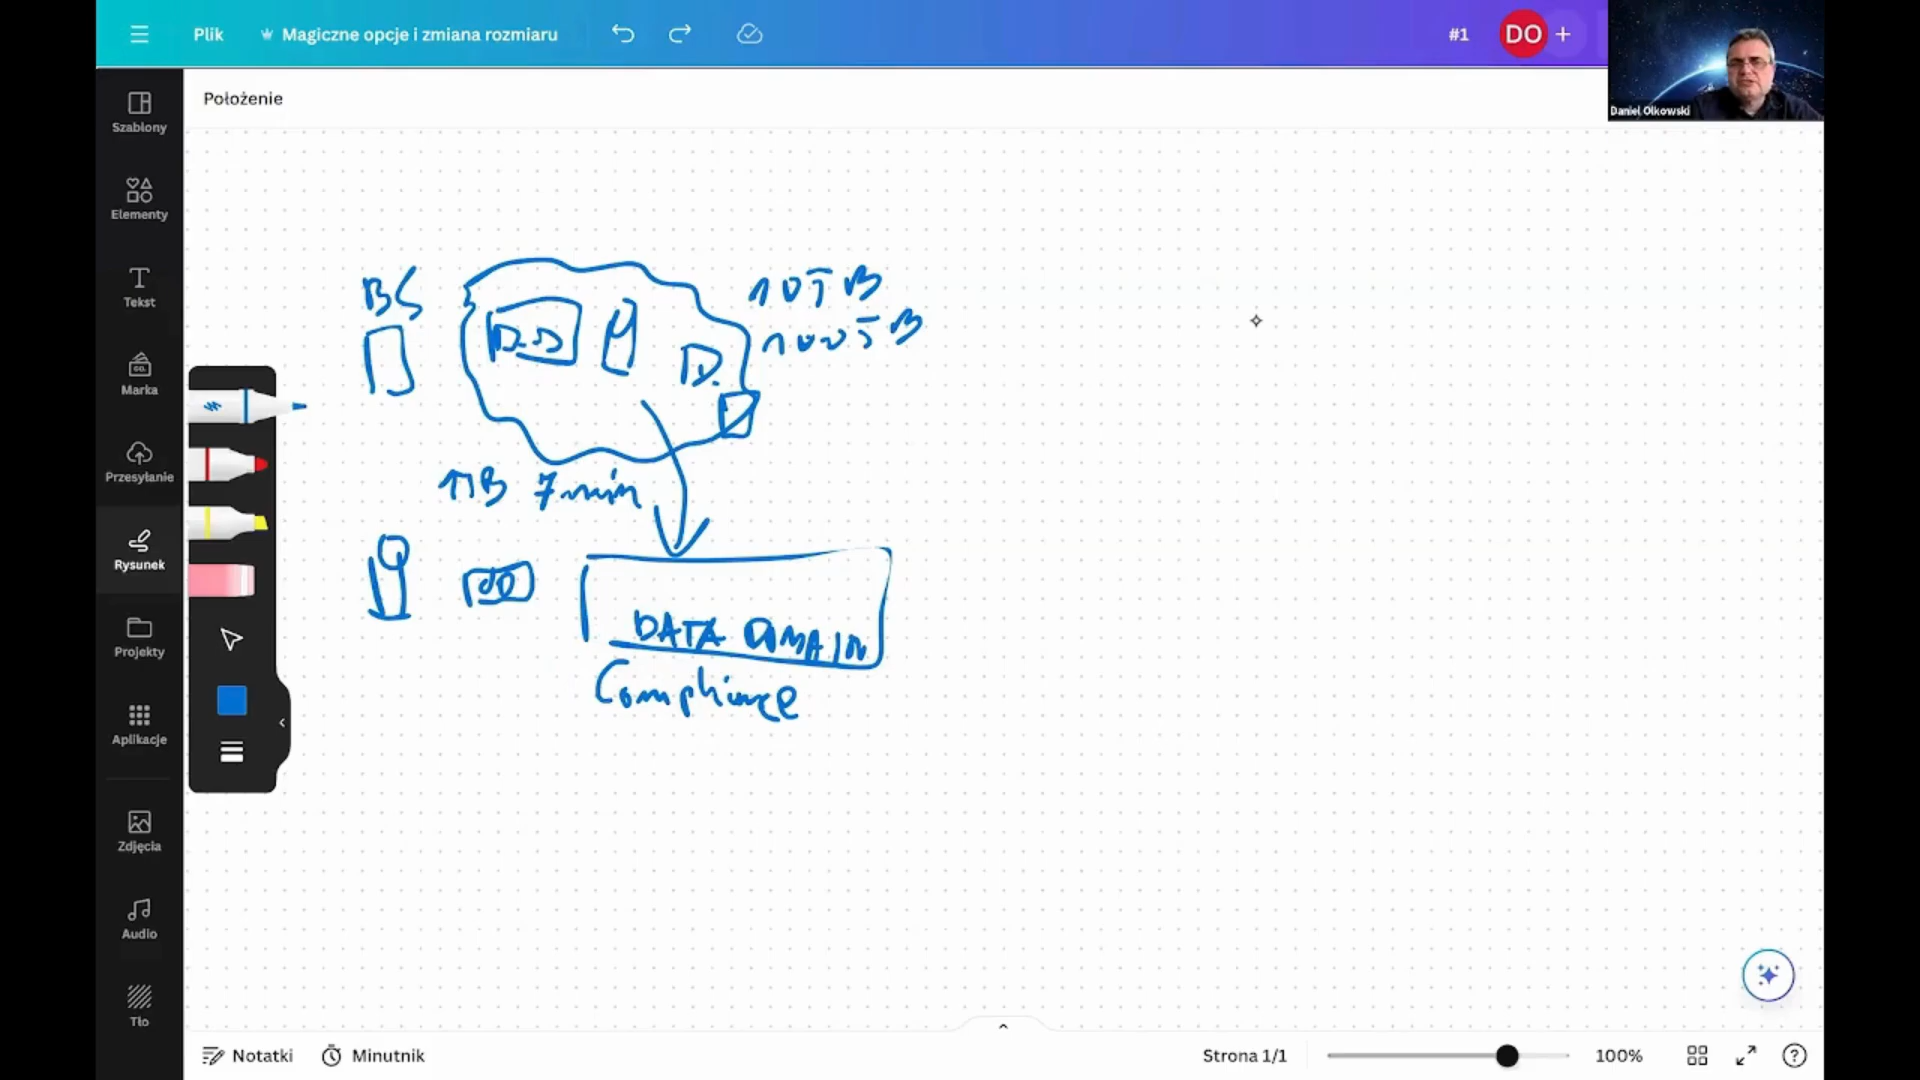 Plik
Magiczne opcje i zmiana rozmiaru
#1
DO
Daniel Olkowski
Położenie
Szablony
Elementy
Tekst
Marka
Przesyłanie
Rysunek
Projekty
Aplikacje
Zdjęcia
Audio
Tło
BS
D.D
D.
10TB
100TB
1TB 7min
DATA DOMAIN
Compliance
Notatki
Minutnik
Strona 1/1
100%